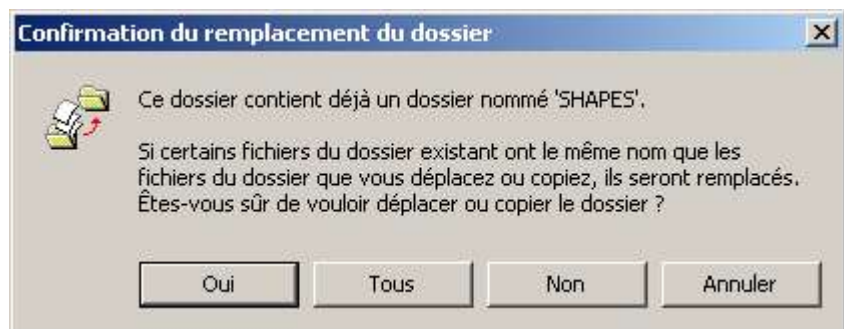 Confirmation du remplacement du dossier
Ce dossier contient déjà un dossier nommé 'SHAPES'.
Si certains fichiers du dossier existant ont le même nom que les
fichiers du dossier que vous déplacez ou copiez, ils seront remplacés.
Êtes-vous sûr de vouloir déplacer ou copier le dossier ?
Oui
Tous
Non
Annuler